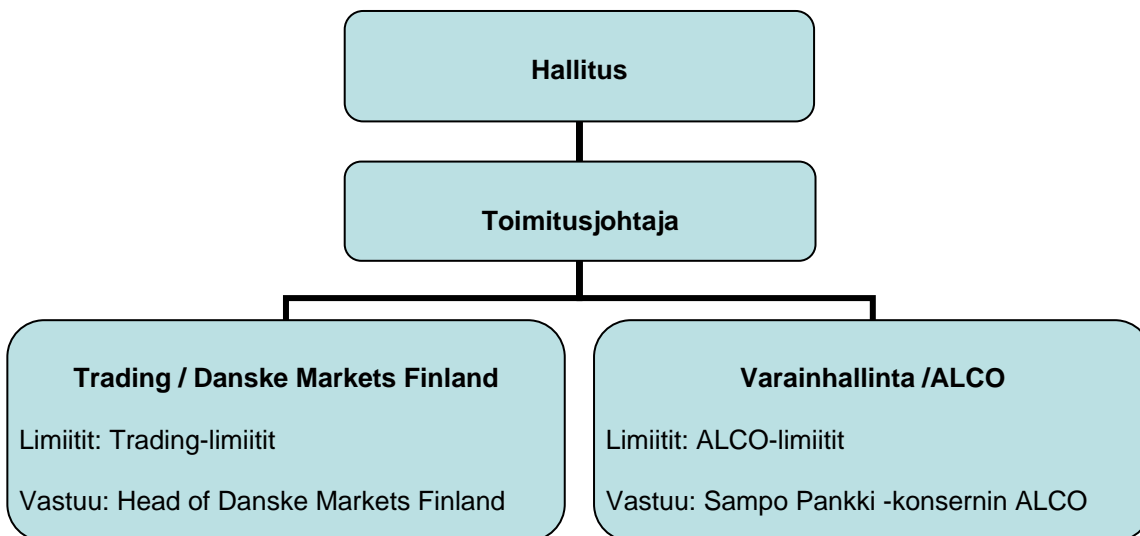 Hallitus
Toimitusjohtaja
Trading / Danske Markets Finland
Limiitit: Trading-limiitit
Vastuu: Head of Danske Markets Finland
Varainhallinta /ALCO
Limiitit: ALCO-limiitit
Vastuu: Sampo Pankki -konsernin ALCO